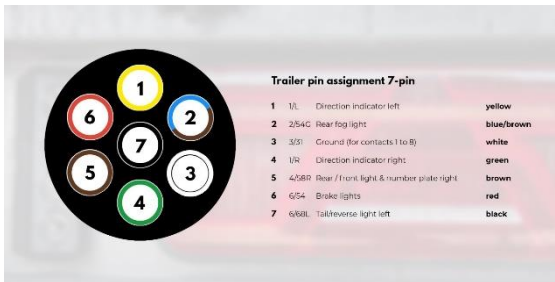 1
6
2
7
5
3
4
Trailer pin assignment 7-pin
1 1/L Direction indicator left yellow
2 2/54G Rear fog light blue/brown
3 3/31 Ground (for contacts 1 to 8) white
4 1/R Direction indicator right green
5 4/58R Rear / front light & number plate right brown
6 6/54 Brake lights red
7 6/68L Tail/reverse light left black